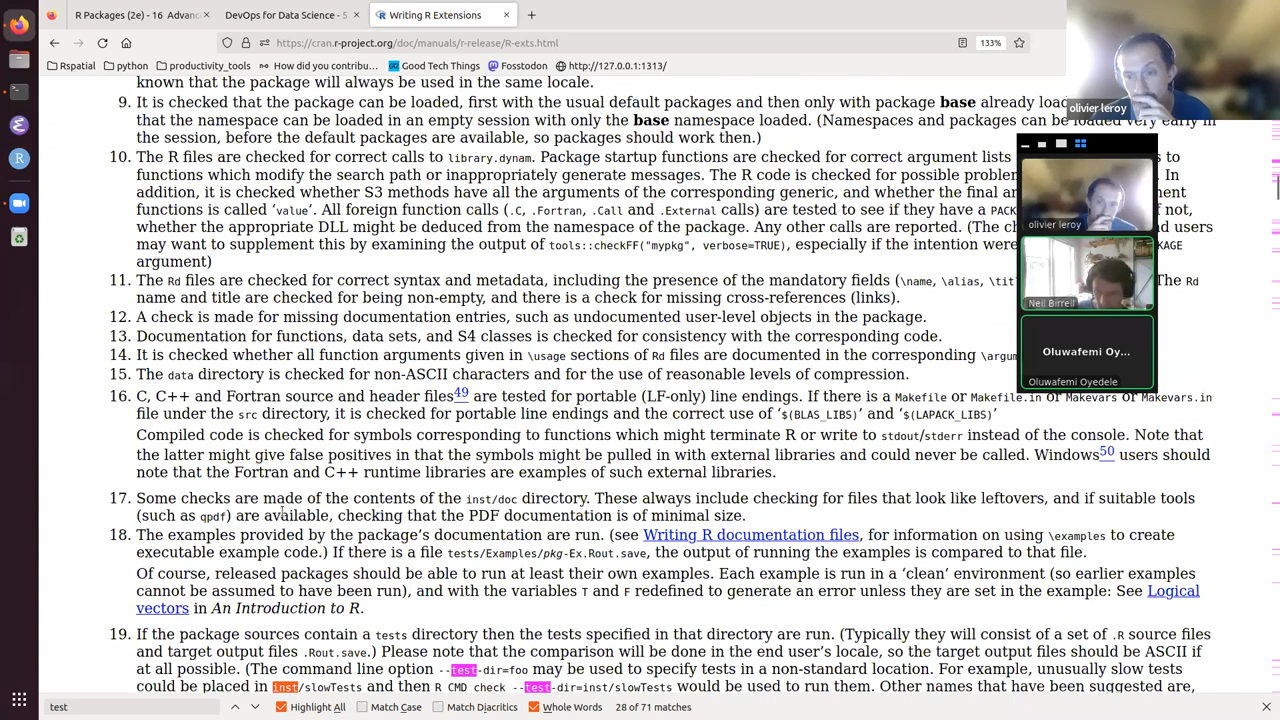 R Packages (2e) - 16 Advanc
DevOps for Data Science - 5
Writing R Extensions
https://cran.r-project.org/doc/manuals/r-release/R-exts.html
133%
Rspatial
python
productivity_tools
How did you contribu…
Good Tech Things
Fosstodon
http://127.0.0.1:1313/
olivier leroy
known that the package will always be used in the same locale.
9. It is checked that the package can be loaded, first with the usual default packages and then only with package base already loa
that the namespace can be loaded in an empty session with only the base namespace loaded. (Namespaces and packages can be loaded very early in
the session, before the default packages are available, so packages should work then.)
10. The R files are checked for correct calls to library.dynam. Package startup functions are checked for correct argument lists
functions which modify the search path or inappropriately generate messages. The R code is checked for possible problem In
addition, it is checked whether S3 methods have all the arguments of the corresponding generic, and whether the final ar ement
functions is called ‘value’. All foreign function calls (.C, .Fortran, .Call and .External calls) are tested to see if they have a PACK if not,
whether the appropriate DLL might be deduced from the namespace of the package. Any other calls are reported. (The ch and users
may want to supplement this by examining the output of tools::checkFF("mypkg", verbose=TRUE), especially if the intention were KAGE
argument)
11. The Rd files are checked for correct syntax and metadata, including the presence of the mandatory fields (\name, \alias, \tit The Rd
name and title are checked for being non-empty, and there is a check for missing cross-references (links).
12. A check is made for missing documentation entries, such as undocumented user-level objects in the package.
13. Documentation for functions, data sets, and S4 classes is checked for consistency with the corresponding code.
14. It is checked whether all function arguments given in \usage sections of Rd files are documented in the corresponding \argum
15. The data directory is checked for non-ASCII characters and for the use of reasonable levels of compression.
16. C, C++ and Fortran source and header files49 are tested for portable (LF-only) line endings. If there is a Makefile or Makefile.in or Makevars or Makevars.in
file under the src directory, it is checked for portable line endings and the correct use of ‘$(BLAS_LIBS)’ and ‘$(LAPACK_LIBS)’
Compiled code is checked for symbols corresponding to functions which might terminate R or write to stdout/stderr instead of the console. Note that
the latter might give false positives in that the symbols might be pulled in with external libraries and could never be called. Windows50 users should
note that the Fortran and C++ runtime libraries are examples of such external libraries.
17. Some checks are made of the contents of the inst/doc directory. These always include checking for files that look like leftovers, and if suitable tools
(such as qpdf) are available, checking that the PDF documentation is of minimal size.
18. The examples provided by the package’s documentation are run. (see Writing R documentation files, for information on using \examples to create
executable example code.) If there is a file tests/Examples/pkg-Ex.Rout.save, the output of running the examples is compared to that file.
Of course, released packages should be able to run at least their own examples. Each example is run in a ‘clean’ environment (so earlier examples
cannot be assumed to have been run), and with the variables T and F redefined to generate an error unless they are set in the example: See Logical
vectors in An Introduction to R.
19. If the package sources contain a tests directory then the tests specified in that directory are run. (Typically they will consist of a set of .R source files
and target output files .Rout.save.) Please note that the comparison will be done in the end user’s locale, so the target output files should be ASCII if
at all possible. (The command line option --test-dir=foo may be used to specify tests in a non-standard location. For example, unusually slow tests
could be placed in inst/slowTests and then R CMD check --test-dir=inst/slowTests would be used to run them. Other names that have been suggested are,
olivier leroy
Neil Birrell
Oluwafemi Oy…
Oluwafemi Oyedele
test
Highlight All
Match Case
Match Diacritics
Whole Words
28 of 71 matches